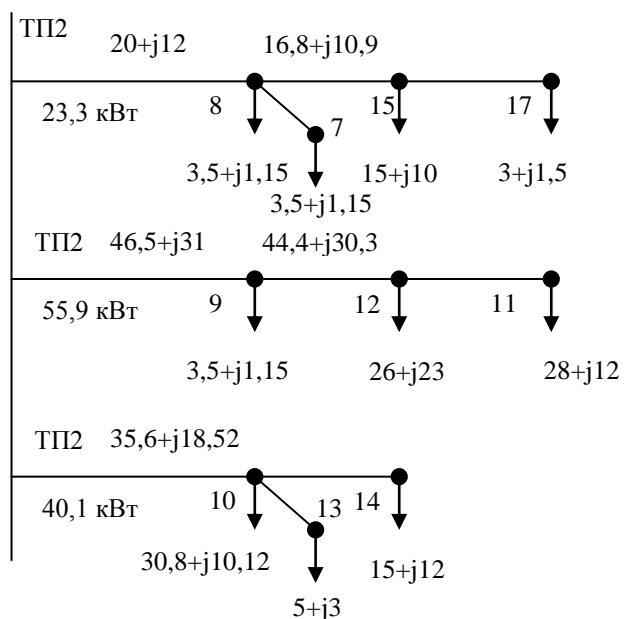 ТП2
20+j12 16,8+j10,9
23,3 кВт 8 15 17
7
3,5+j1,15 15+j10 3+j1,5
3,5+j1,15
ТП2 46,5+j31 44,4+j30,3
55,9 кВт 9 12 11
3,5+j1,15 26+j23 28+j12
ТП2 35,6+j18,52
40,1 кВт 10 13 14
30,8+j10,12 15+j12
5+j3